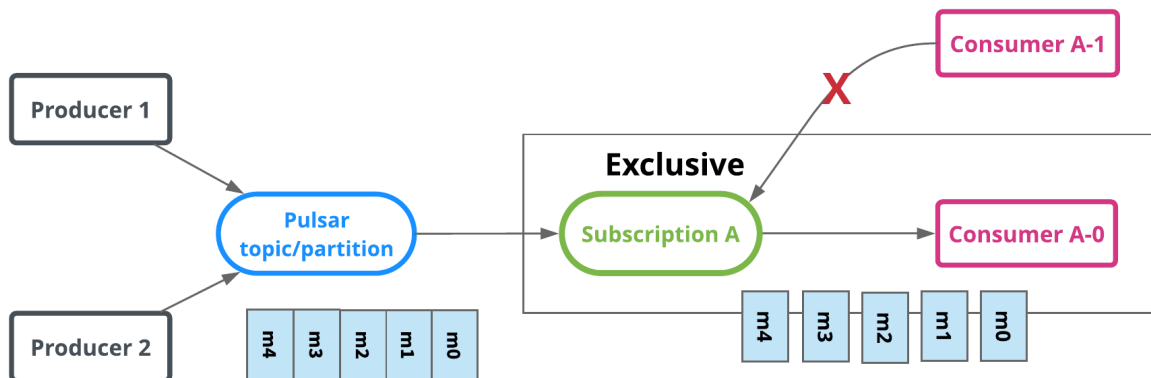 Consumer A-1
Producer 1
X
Exclusive
Pulsar
topic/partition
Subscription A
Consumer A-0
Producer 2
m4
m3
m2
m1
m0
m4
m3
m2
m1
m0